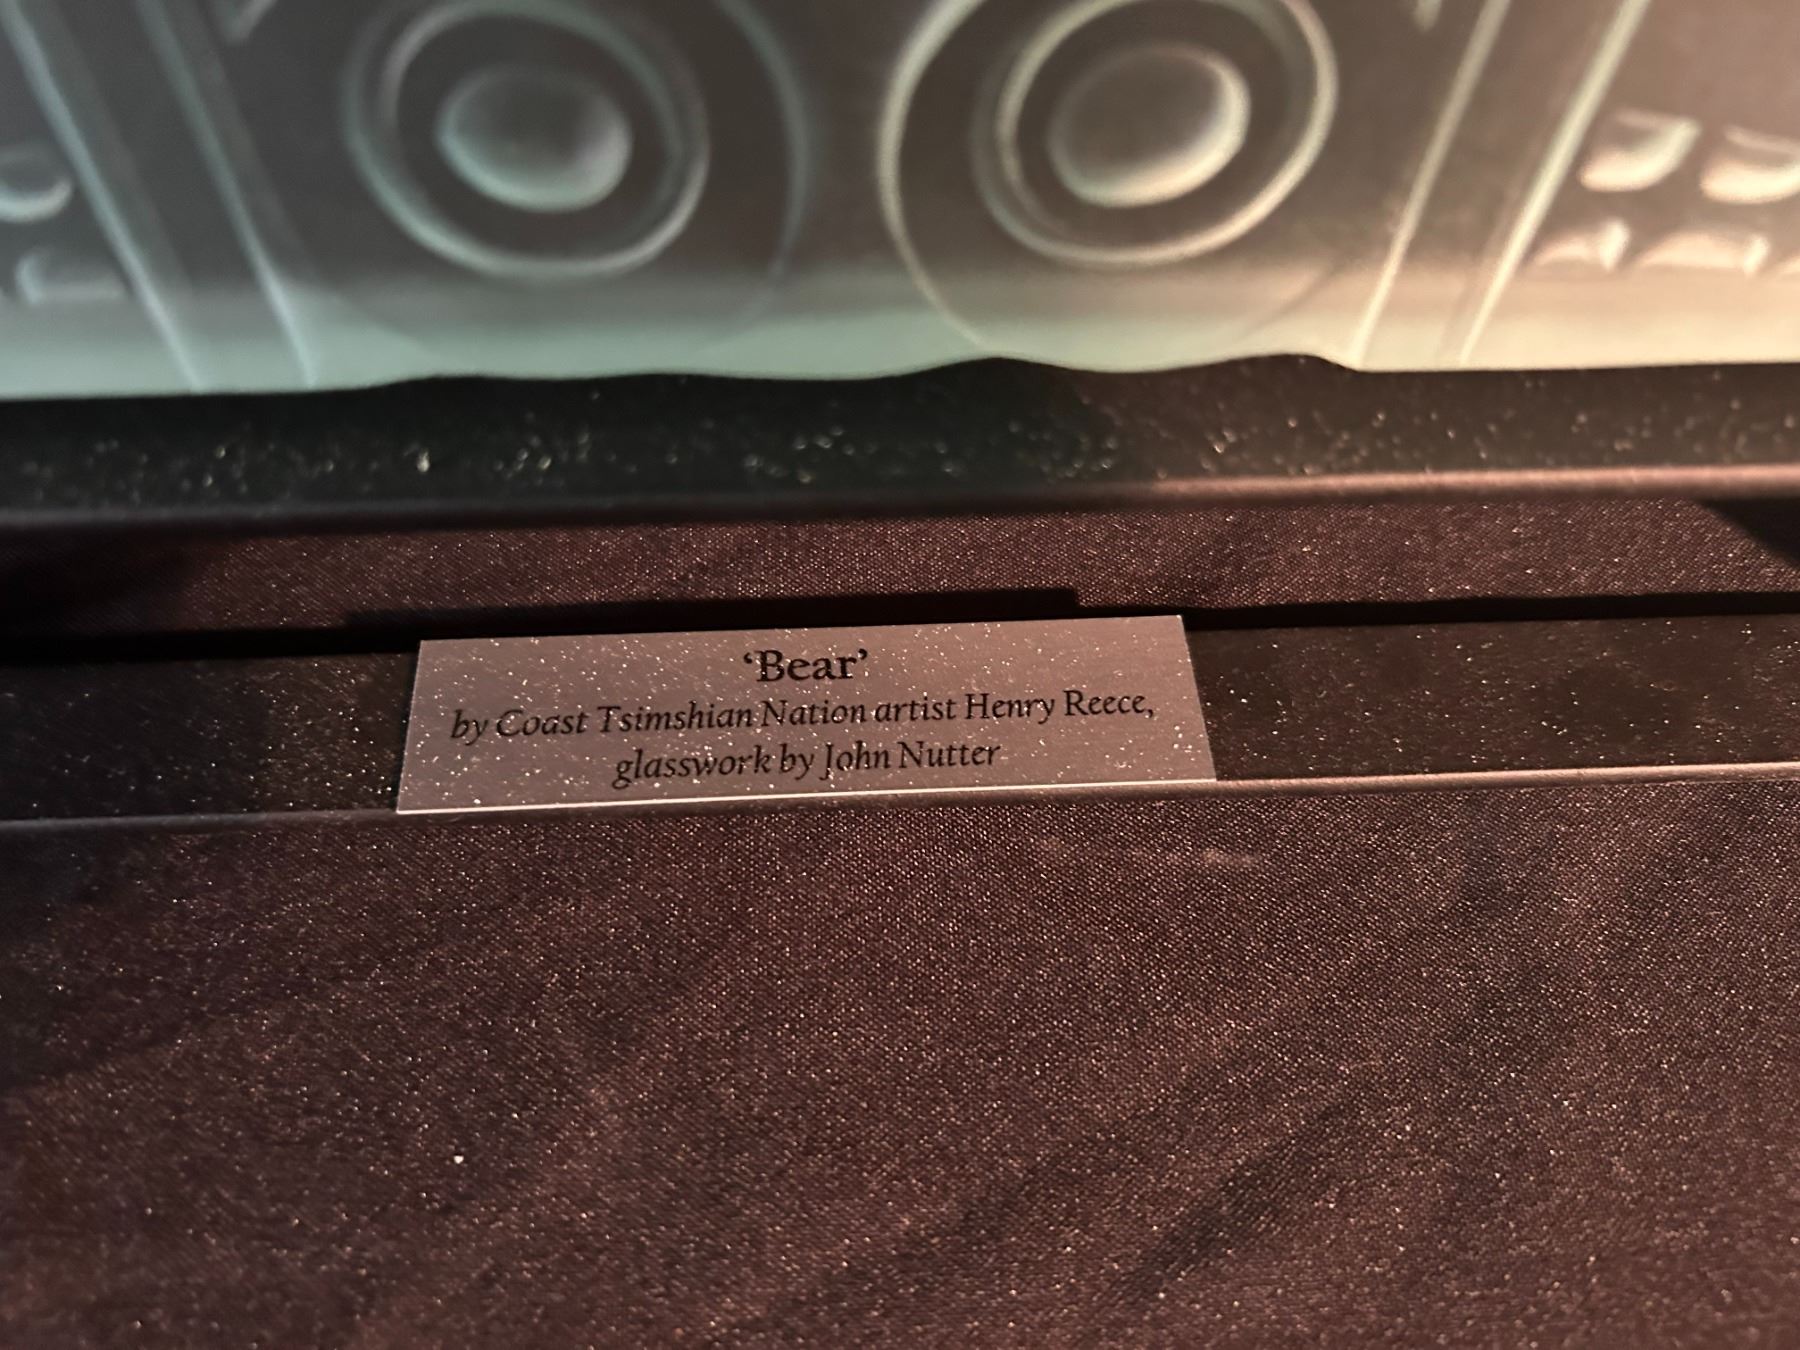 ‘Bear’
by Coast Tsimshian Nation artist Henry Reece,
glasswork by John Nutter